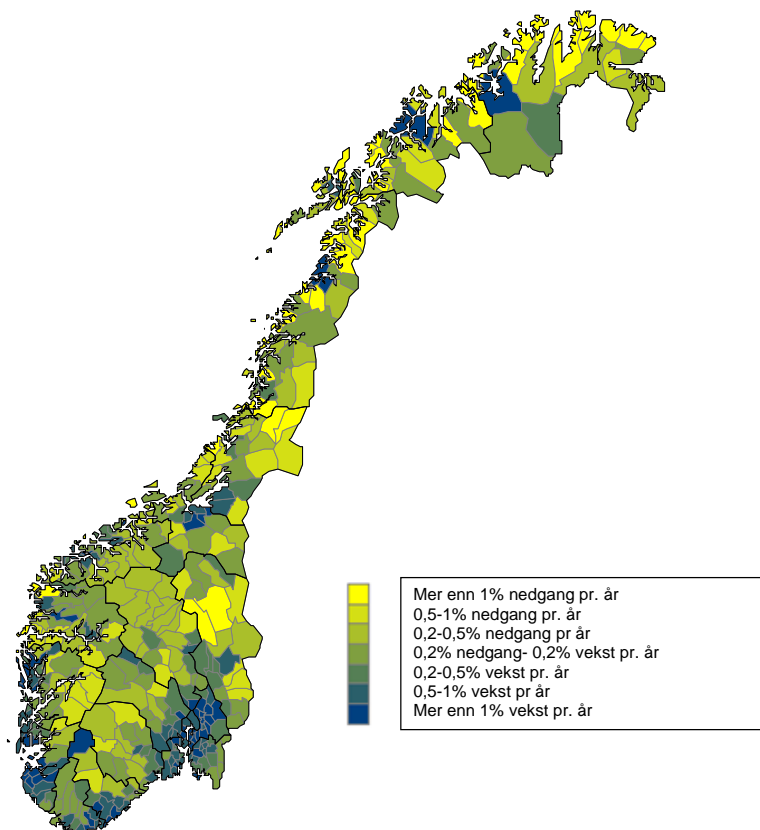 Mer enn 1% nedgang pr. år
0,5-1% nedgang pr. år
0,2-0,5% nedgang pr år
0,2% nedgang- 0,2% vekst pr. år
0,2-0,5% vekst pr. år
0,5-1% vekst pr år
Mer enn 1% vekst pr. år